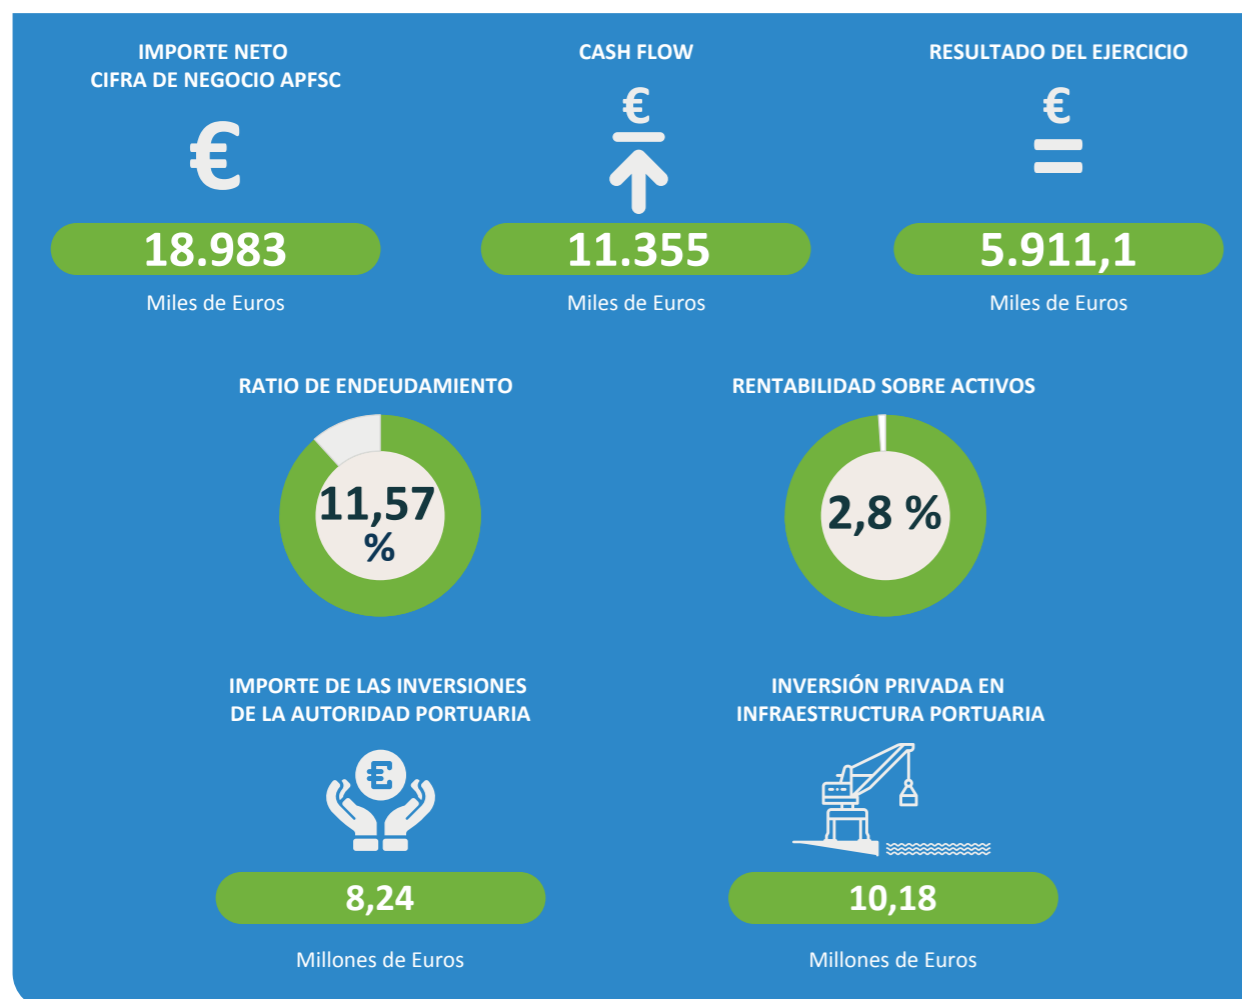 IMPORTE NETO
CIFRA DE NEGOCIO APFSC
€
18.983
Miles de Euros
CASH FLOW
€
11.355
Miles de Euros
RESULTADO DEL EJERCICIO
€
=
5.911,1
Miles de Euros
RATIO DE ENDEUDAMIENTO
11,57
%
RENTABILIDAD SOBRE ACTIVOS
2,8 %
IMPORTE DE LAS INVERSIONES
DE LA AUTORIDAD PORTUARIA
€
8,24
Millones de Euros
INVERSIÓN PRIVADA EN
INFRAESTRUCTURA PORTUARIA
10,18
Millones de Euros